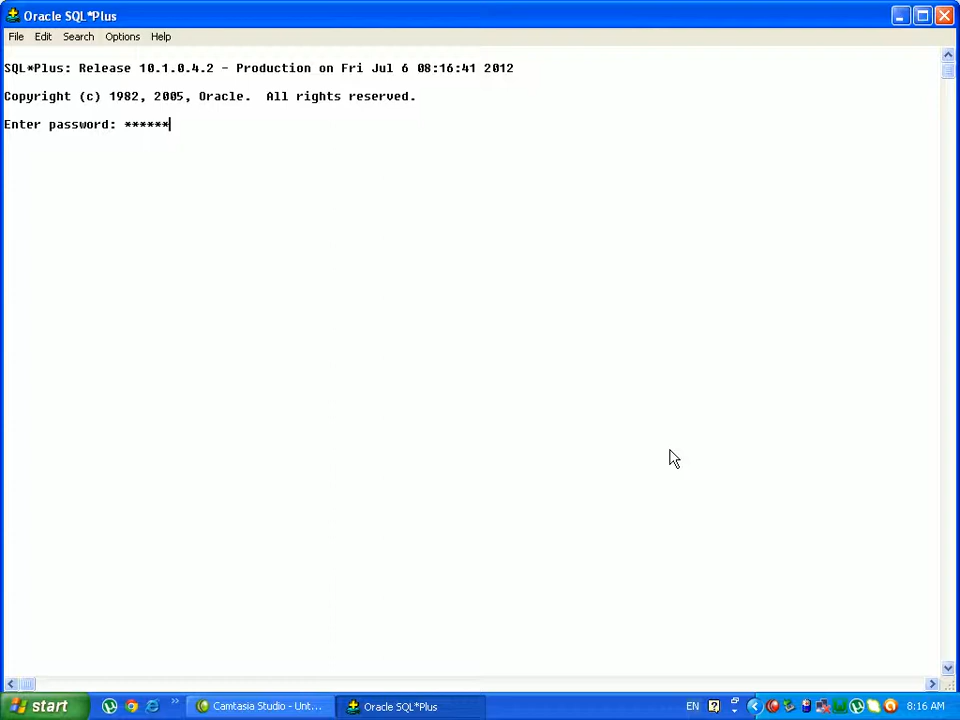 Oracle SQL*Plus
File Edit Search Options Help
SQL*Plus: Release 10.1.0.4.2 - Production on Fri Jul 6 08:16:41 2012
Copyright (c) 1982, 2005, Oracle.  All rights reserved.
Enter password: ******
start Camtasia Studio - Unt... Oracle SQL*Plus EN 8:16 AM